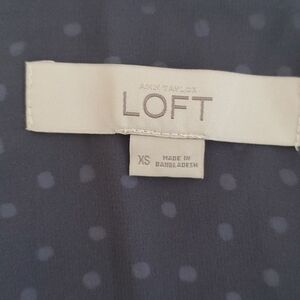 ANN TAYLOR
LOFT
XS
MADE IN
BANGLADESH